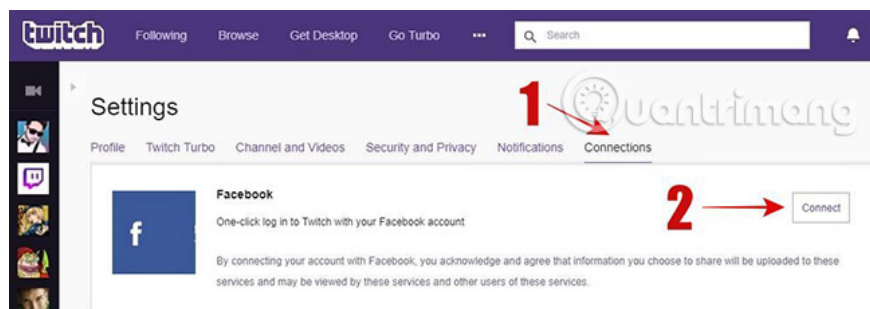 twitch Following Browse Get Desktop Go Turbo ••• Search
1
Quantrimang
Settings
Profile Twitch Turbo Channel and Videos Security and Privacy Notifications Connections
Facebook
2
Connect
One-click log in to Twitch with your Facebook account
By connecting your account with Facebook, you acknowledge and agree that information you choose to share will be uploaded to these
services and may be viewed by these services and other users of these services.
f